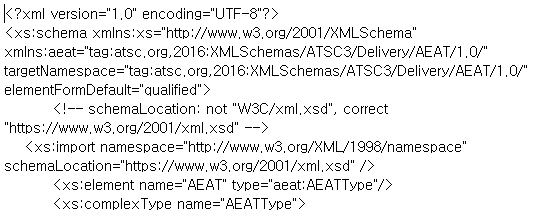 <?xml version="1.0" encoding="UTF-8"?>
<xs:schema xmlns:xs="http://www.w3.org/2001/XMLSchema"
xmlns:aeat="tag:atsc.org,2016:XMLSchemas/ATSC3/Delivery/AEAT/1.0/"
targetNamespace="tag:atsc.org,2016:XMLSchemas/ATSC3/Delivery/AEAT/1.0/"
elementFormDefault="qualified">
<!-- schemaLocation: not "W3C/xml.xsd", correct
"https://www.w3.org/2001/xml.xsd" -->
<xs:import namespace="http://www.w3.org/XML/1998/namespace"
schemaLocation="https://www.w3.org/2001/xml.xsd" />
<xs:element name="AEAT" type="aeat:AEATType"/>
<xs:complexType name="AEATType">